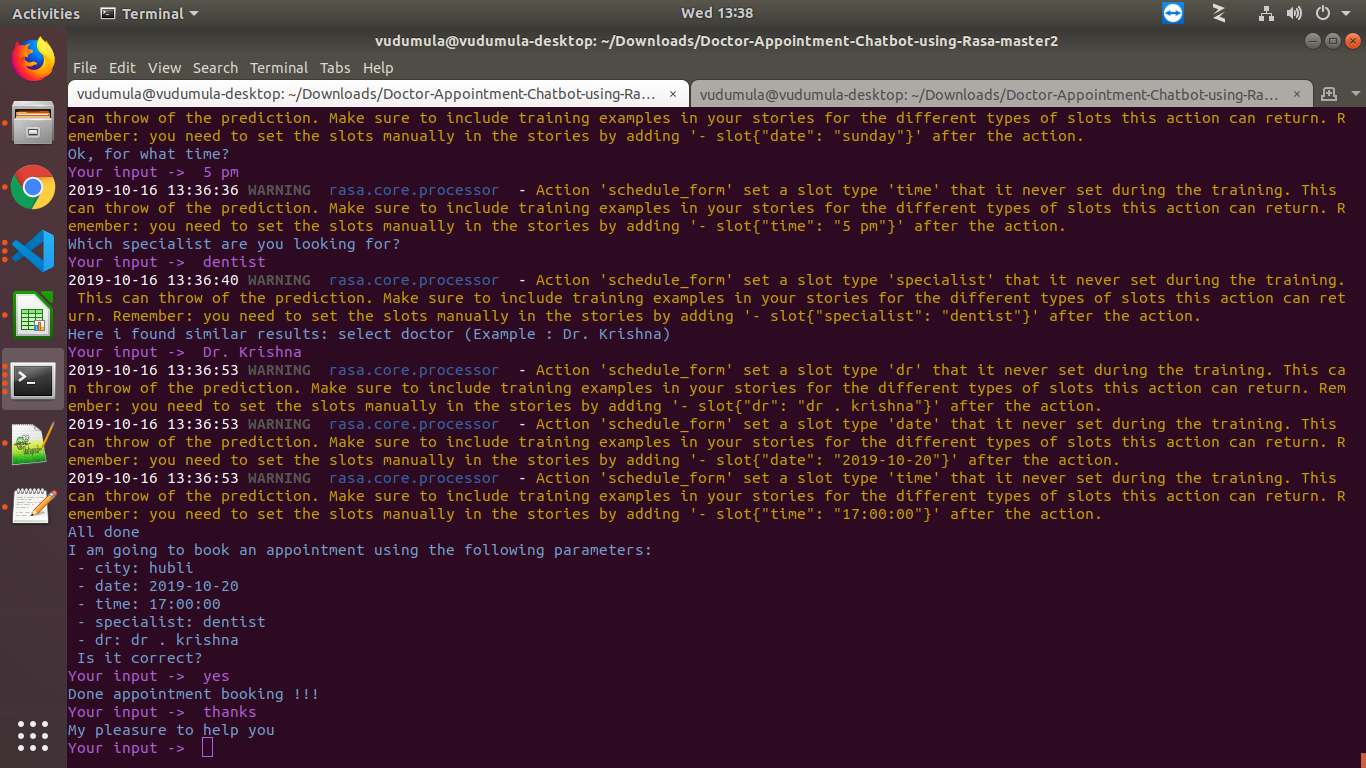 Activities
Terminal
Wed 13:38
vudumula@vudumula-desktop: ~/Downloads/Doctor-Appointment-Chatbot-using-Rasa-master2
File Edit View Search Terminal Tabs Help
vudumula@vudumula-desktop: ~/Downloads/Doctor-Appointment-Chatbot-using-Ra... ×
vudumula@vudumula-desktop: ~/Downloads/Doctor-Appointment-Chatbot-using-Ra... ×
can throw of the prediction. Make sure to include training examples in your stories for the different types of slots this action can return. R
emember: you need to set the slots manually in the stories by adding '- slot{"date": "sunday"}' after the action.
Ok, for what time?
Your input ->  5 pm
2019-10-16 13:36:36 WARNING  rasa.core.processor  - Action 'schedule_form' set a slot type 'time' that it never set during the training. This
can throw of the prediction. Make sure to include training examples in your stories for the different types of slots this action can return. R
emember: you need to set the slots manually in the stories by adding '- slot{"time": "5 pm"}' after the action.
Which specialist are you looking for?
Your input ->  dentist
2019-10-16 13:36:40 WARNING  rasa.core.processor  - Action 'schedule_form' set a slot type 'specialist' that it never set during the training.
 This can throw of the prediction. Make sure to include training examples in your stories for the different types of slots this action can ret
urn. Remember: you need to set the slots manually in the stories by adding '- slot{"specialist": "dentist"}' after the action.
Here i found similar results: select doctor (Example : Dr. Krishna)
Your input ->  Dr. Krishna
2019-10-16 13:36:53 WARNING  rasa.core.processor  - Action 'schedule_form' set a slot type 'dr' that it never set during the training. This ca
n throw of the prediction. Make sure to include training examples in your stories for the different types of slots this action can return. Rem
ember: you need to set the slots manually in the stories by adding '- slot{"dr": "dr . krishna"}' after the action.
2019-10-16 13:36:53 WARNING  rasa.core.processor  - Action 'schedule_form' set a slot type 'date' that it never set during the training. This
can throw of the prediction. Make sure to include training examples in your stories for the different types of slots this action can return. R
emember: you need to set the slots manually in the stories by adding '- slot{"date": "2019-10-20"}' after the action.
2019-10-16 13:36:53 WARNING  rasa.core.processor  - Action 'schedule_form' set a slot type 'time' that it never set during the training. This
can throw of the prediction. Make sure to include training examples in your stories for the different types of slots this action can return. R
emember: you need to set the slots manually in the stories by adding '- slot{"time": "17:00:00"}' after the action.
All done
I am going to book an appointment using the following parameters:
 - city: hubli
 - date: 2019-10-20
 - time: 17:00:00
 - specialist: dentist
 - dr: dr . krishna
 Is it correct?
Your input ->  yes
Done appointment booking !!!
Your input ->  thanks
My pleasure to help you
Your input ->